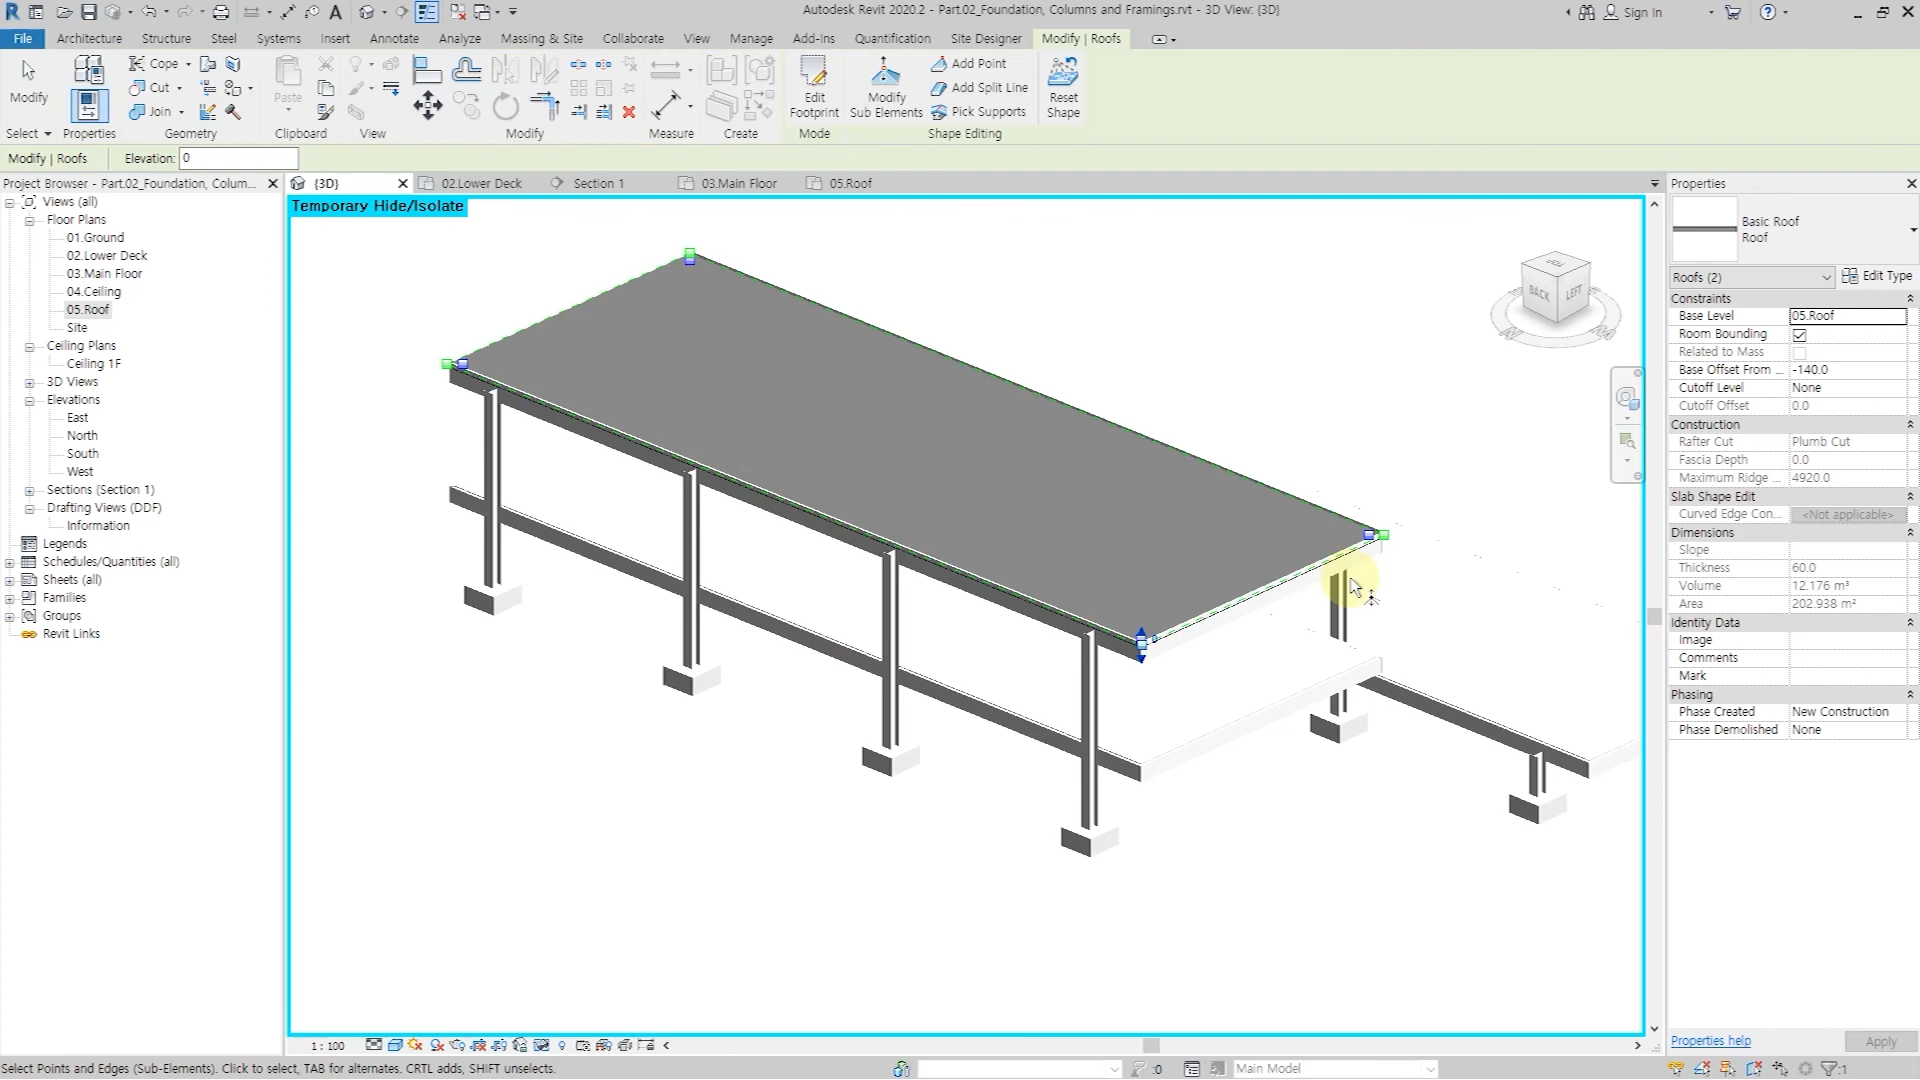 Autodesk Revit 2020.2 - Part.02_Foundation, Columns and Framings.rvt - 3D View: {3D}
Sign In
File Architecture Structure Steel Systems Insert Annotate Analyze Massing & Site Collaborate View Manage Add-Ins Quantification Site Designer Modify | Roofs
Cope
Cut
Join
Modify
Paste
Edit Footprint
Modify Sub Elements
Add Point
Add Split Line
Pick Supports
Reset Shape
Select Properties Geometry Clipboard View Modify Measure Create Mode Shape Editing
Modify | Roofs Elevation: 0
Project Browser - Part.02_Foundation, Colum...
{3D} 02.Lower Deck Section 1 03.Main Floor 05.Roof
Properties
Views (all)
Floor Plans
01.Ground
02.Lower Deck
03.Main Floor
04.Ceiling
05.Roof
Site
Ceiling Plans
Ceiling 1F
3D Views
Elevations
East
North
South
West
Sections (Section 1)
Drafting Views (DDF)
Information
Legends
Schedules/Quantities (all)
Sheets (all)
Families
Groups
Revit Links
Temporary Hide/Isolate
TOP
BACK
LEFT
Basic Roof
Roof
Roofs (2) Edit Type
Constraints
Base Level 05.Roof
Room Bounding
Related to Mass
Base Offset From ... -140.0
Cutoff Level None
Cutoff Offset 0.0
Construction
Rafter Cut Plumb Cut
Fascia Depth 0.0
Maximum Ridge ... 4920.0
Slab Shape Edit
Curved Edge Con... <Not applicable>
Dimensions
Slope
Thickness 60.0
Volume 12.176 m³
Area 202.938 m²
Identity Data
Image
Comments
Mark
Phasing
Phase Created New Construction
Phase Demolished None
Properties help Apply
1 : 100
Select Points and Edges (Sub-Elements). Click to select, TAB for alternates. CRTL adds, SHIFT unselects.
:0
Main Model
:1